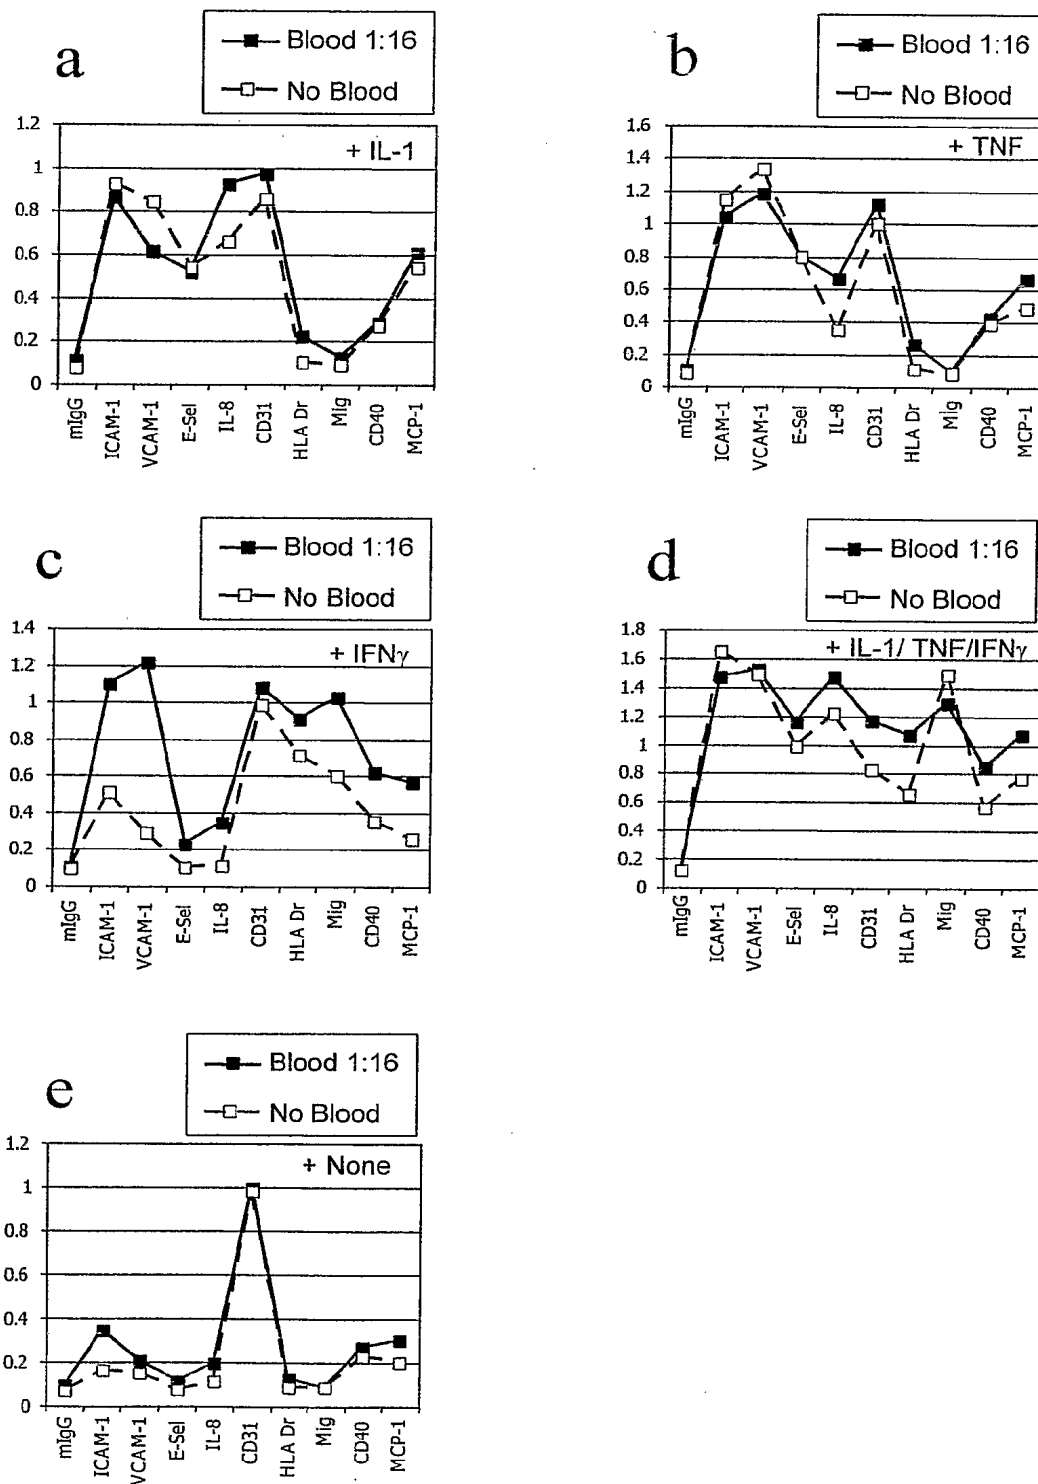 a
Blood 1:16
No Blood
+ IL-1
1.2
1
0.8
0.6
0.4
0.2
0
mIgG
ICAM-1
VCAM-1
E-Sel
IL-8
CD31
HLA Dr
Mig
CD40
MCP-1
b
Blood 1:16
No Blood
+ TNF
1.6
1.4
1.2
1
0.8
0.6
0.4
0.2
0
mIgG
ICAM-1
VCAM-1
E-Sel
IL-8
CD31
HLA Dr
Mig
CD40
MCP-1
c
Blood 1:16
No Blood
+ IFNγ
1.4
1.2
1
0.8
0.6
0.4
0.2
0
mIgG
ICAM-1
VCAM-1
E-Sel
IL-8
CD31
HLA Dr
Mig
CD40
MCP-1
d
Blood 1:16
No Blood
+ IL-1/ TNF/IFNγ
1.8
1.6
1.4
1.2
1
0.8
0.6
0.4
0.2
0
mIgG
ICAM-1
VCAM-1
E-Sel
IL-8
CD31
HLA Dr
Mig
CD40
MCP-1
e
Blood 1:16
No Blood
+ None
1.2
1
0.8
0.6
0.4
0.2
0
mIgG
ICAM-1
VCAM-1
E-Sel
IL-8
CD31
HLA Dr
Mig
CD40
MCP-1